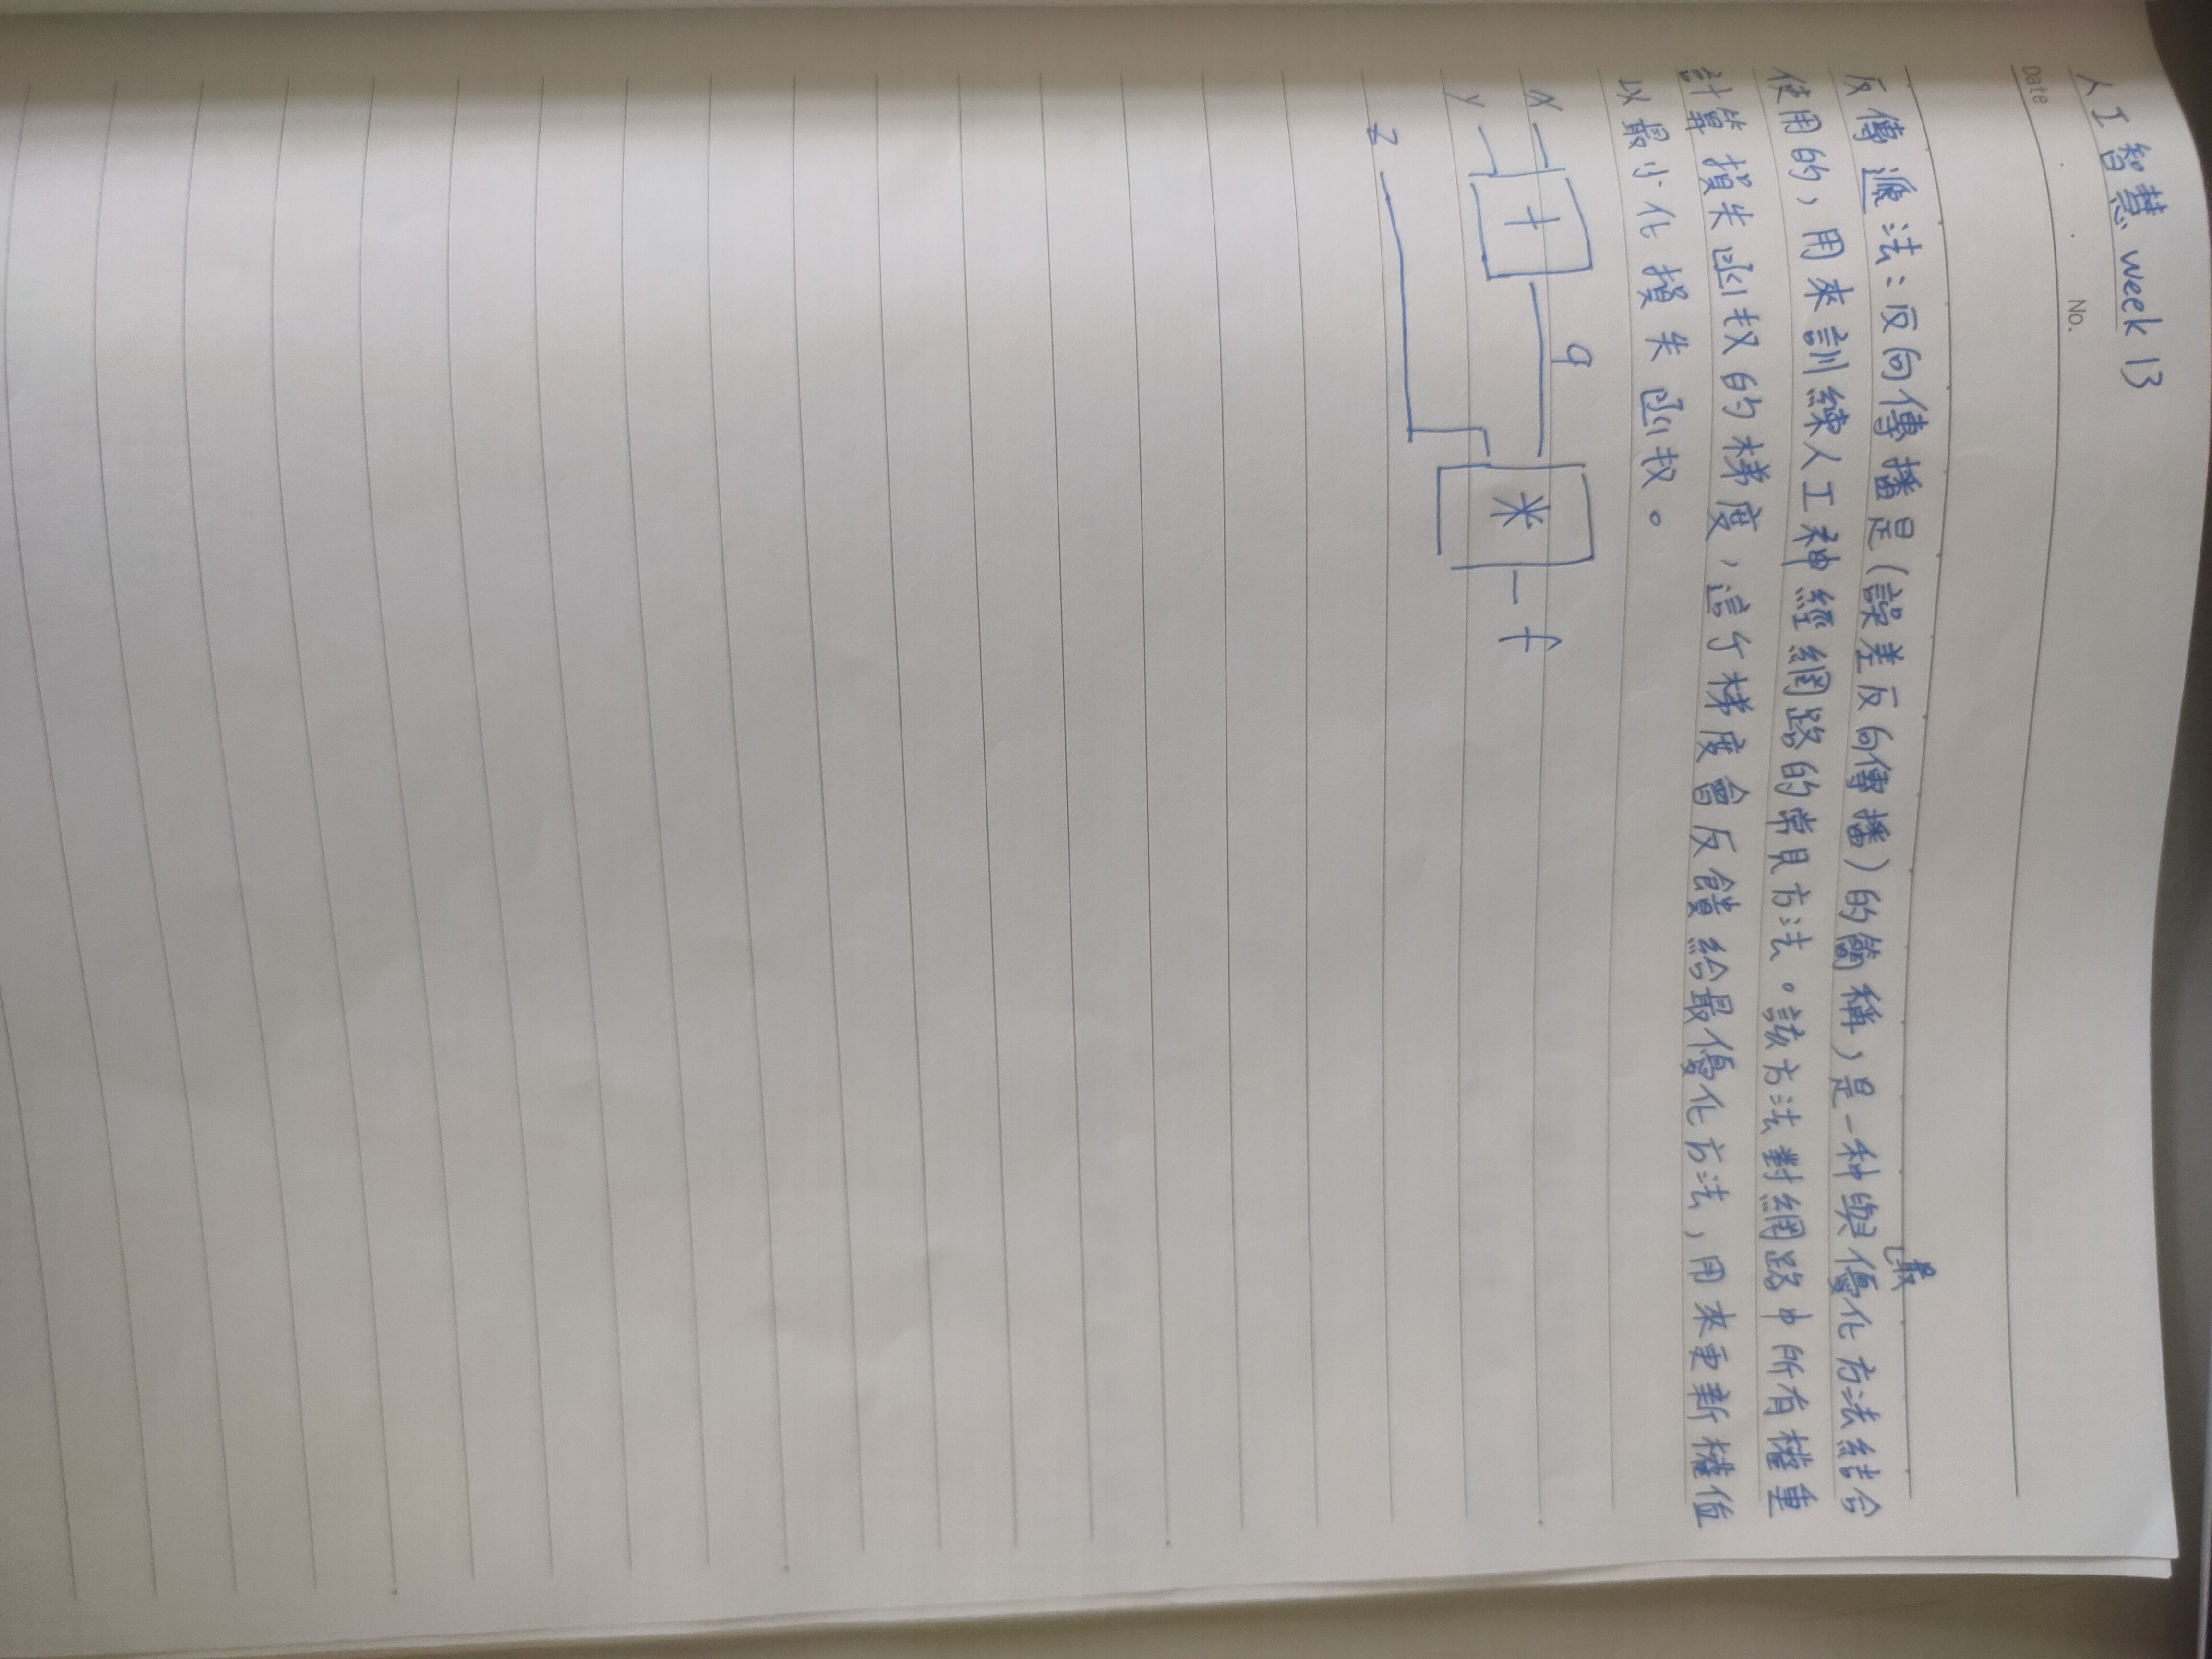 人工智慧 week 13
Date . . No.
最
反傳遞法:反向傳播是(誤差反向傳播)的簡稱,是一种與優化方法結合
使用的,用來訓練人工神經網路的常見方法。該方法對網路中所有權重
計算損失函权的梯度,這个梯度會反饋給最優化方法,用來更新權值
以最小化損失函权。
x + q * f
y
z